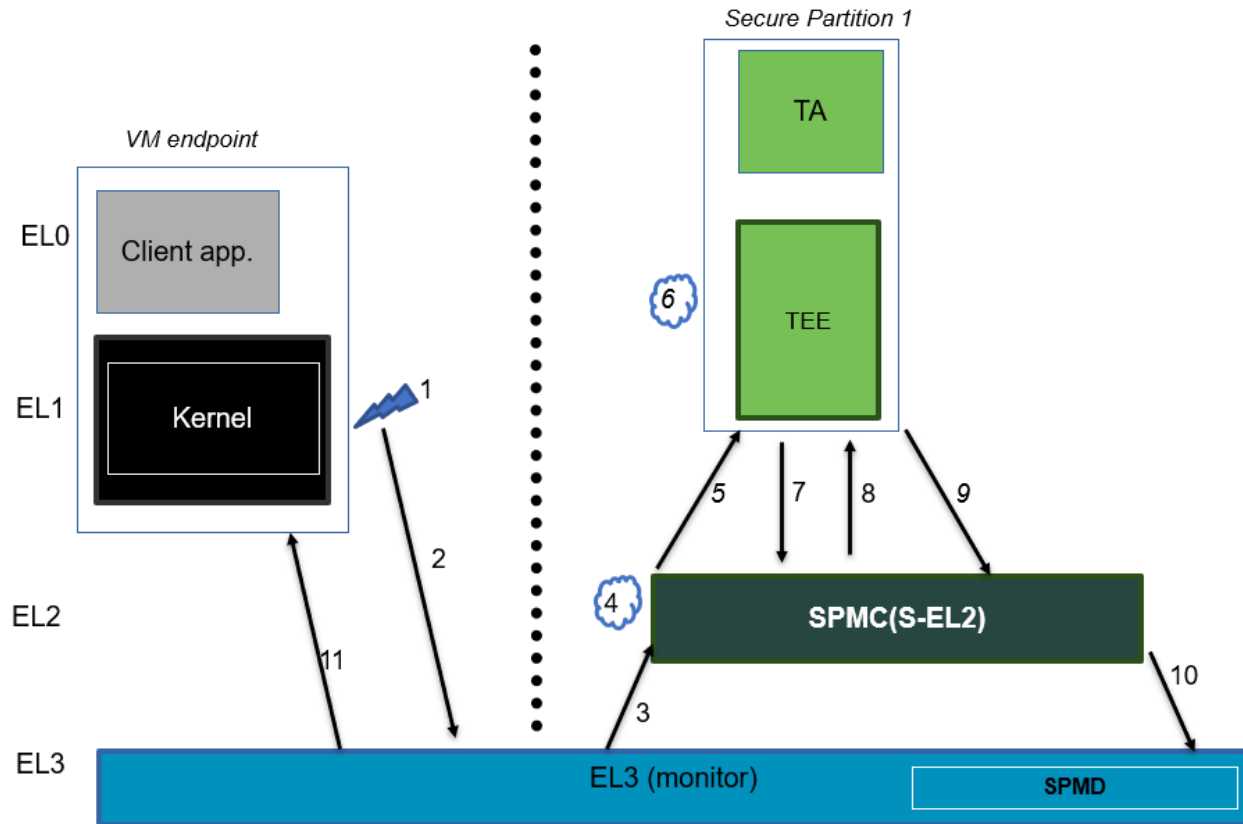 Secure Partition 1
TA
VM endpoint
EL0
Client app.
6
TEE
EL1
Kernel
1
5
7
8
9
2
EL2
4
SPMC(S-EL2)
11
3
10
EL3
EL3 (monitor)
SPMD